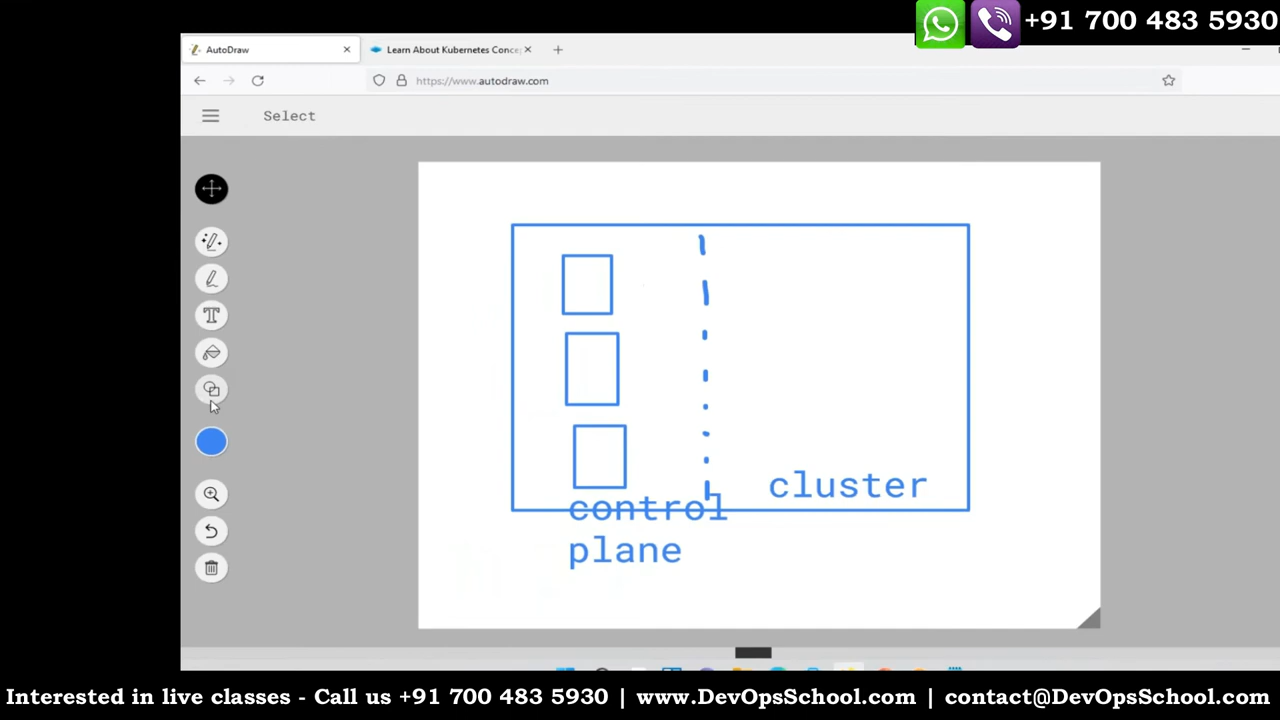 +91 700 483 5930
AutoDraw
Learn About Kubernetes Conce
https://www.autodraw.com
Select
cluster
control
plane
Interested in live classes - Call us +91 700 483 5930 | www.DevOpsSchool.com | contact@DevOpsSchool.com